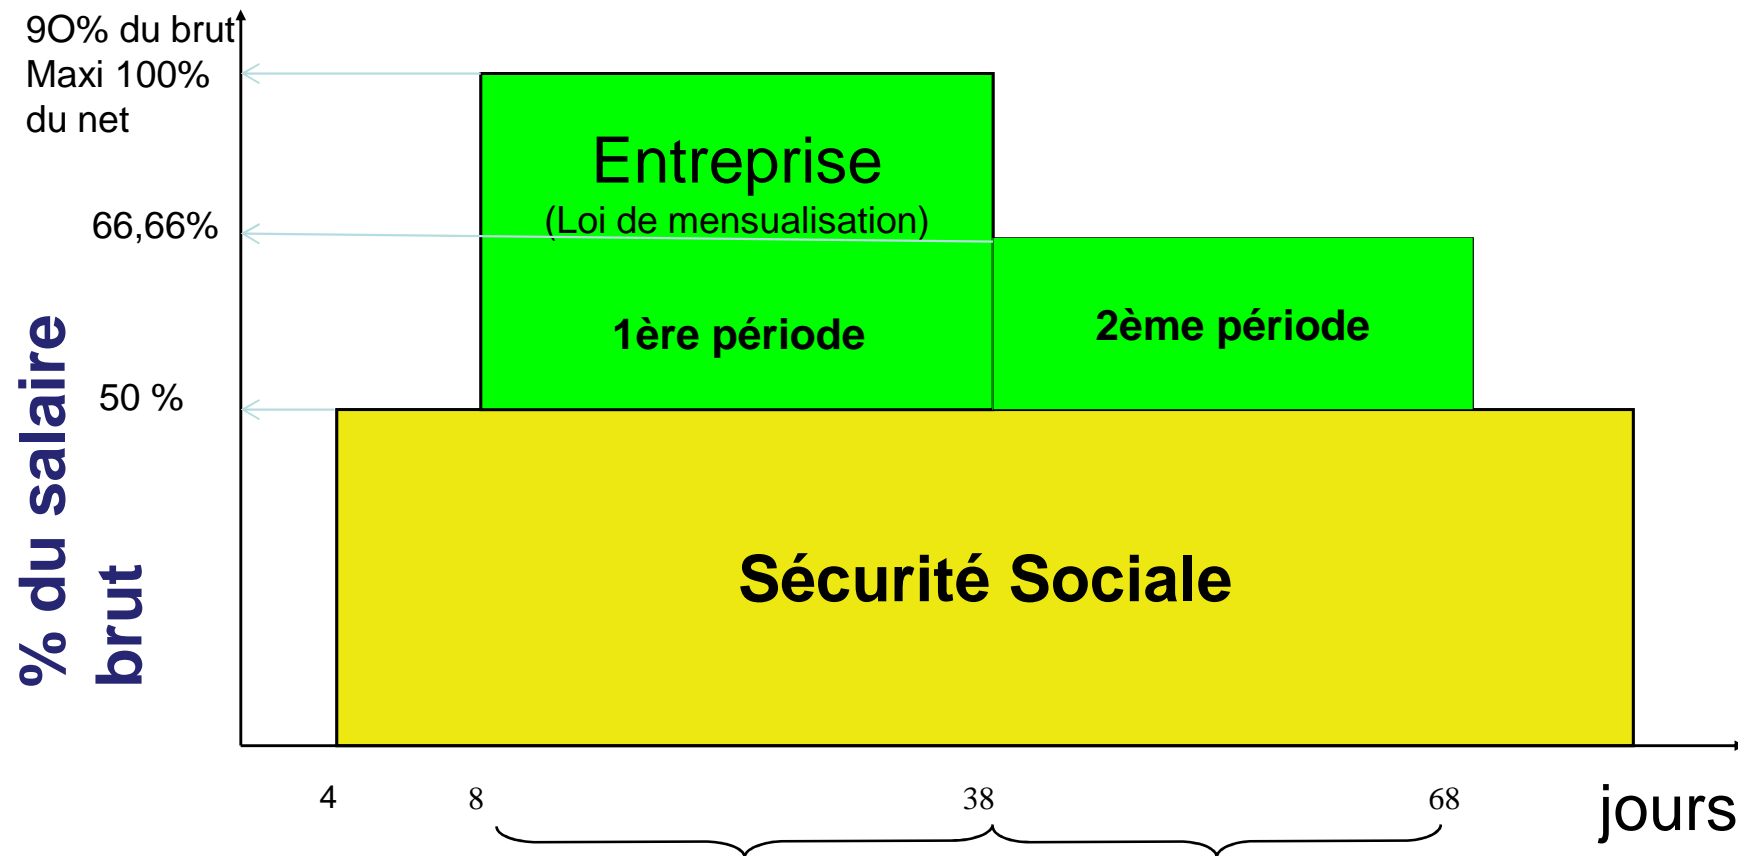 9O% du brut
Maxi 100%
du net
Entreprise
(Loi de mensualisation)
66,66%
1ère période
2ème période
50 %
% du salaire
brut
Sécurité Sociale
4
8
38
68
jours